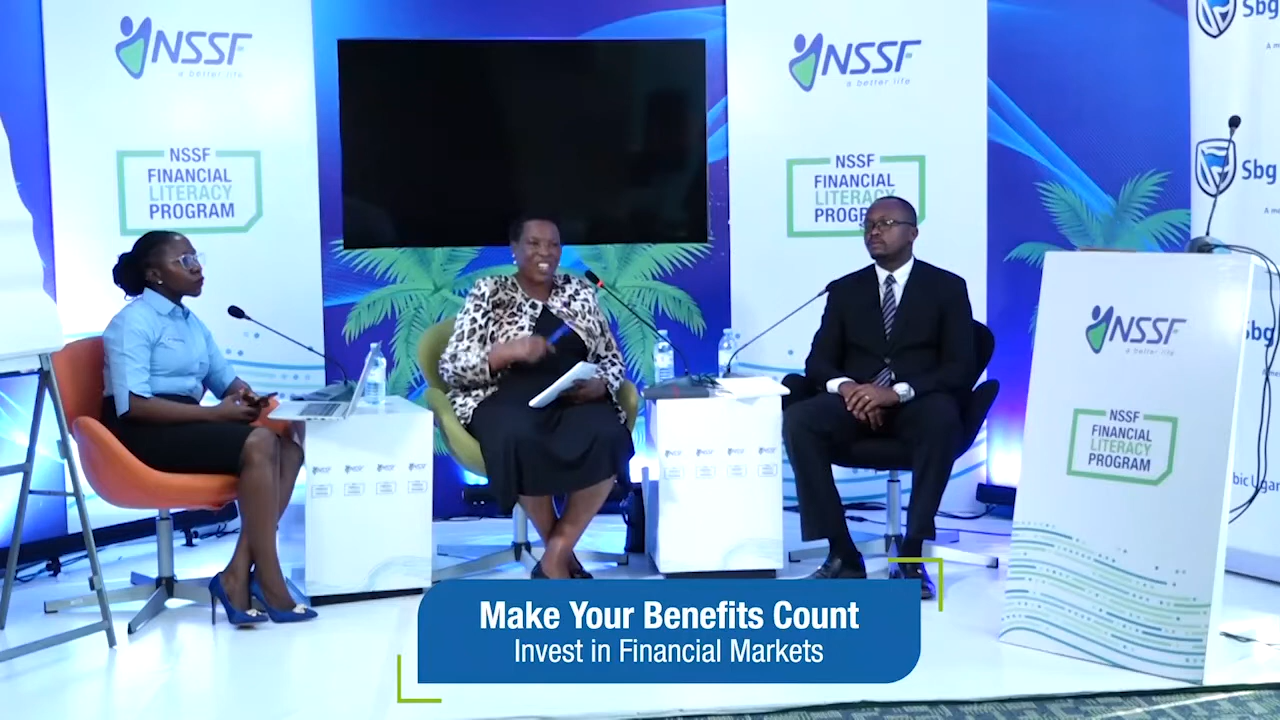 NSSF
a better life
NSSF
FINANCIAL
LITERACY
PROGRAM
NSSF
a better life
NSSF
FINANCIAL
LITERACY
Sbg
Sbg
NSSF
a better life
NSSF
FINANCIAL
LITERACY
PROGRAM
Make Your Benefits Count
Invest in Financial Markets